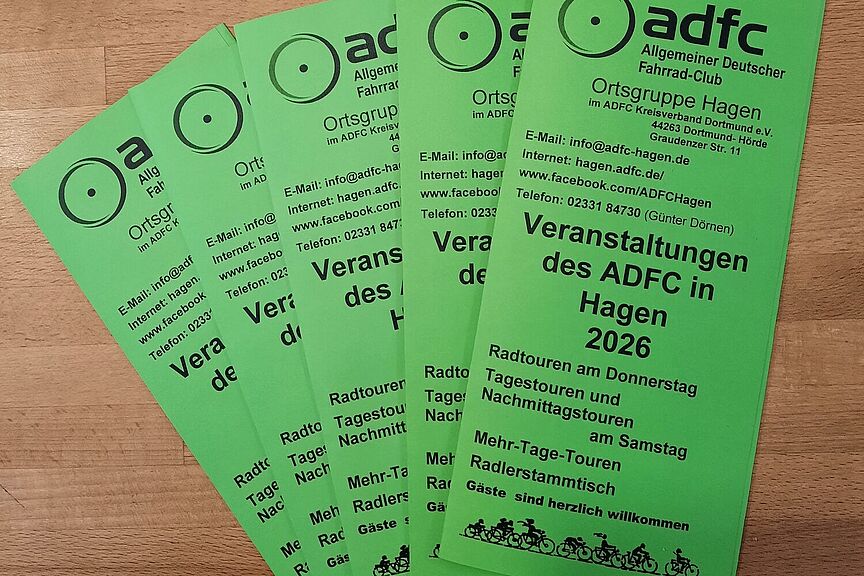 adfc
Allgemeiner Deutscher
Fahrrad-Club
Ortsgruppe Hagen
im ADFC Kreisverband Dortmund e.V.
44263 Dortmund- Hörde
Graudenzer Str. 11
E-Mail: info@adfc-hagen.de
Internet: hagen.adfc.de/
www.facebook.com/ADFCHagen
Telefon: 02331 84730 (Günter Dörnen)
Veranstaltungen
des ADFC in
Hagen
2026
Radtouren am Donnerstag
Tagestouren und
Nachmittagstouren
am Samstag
Mehr-Tage-Touren
Radlerstammtisch
Gäste sind herzlich willkommen